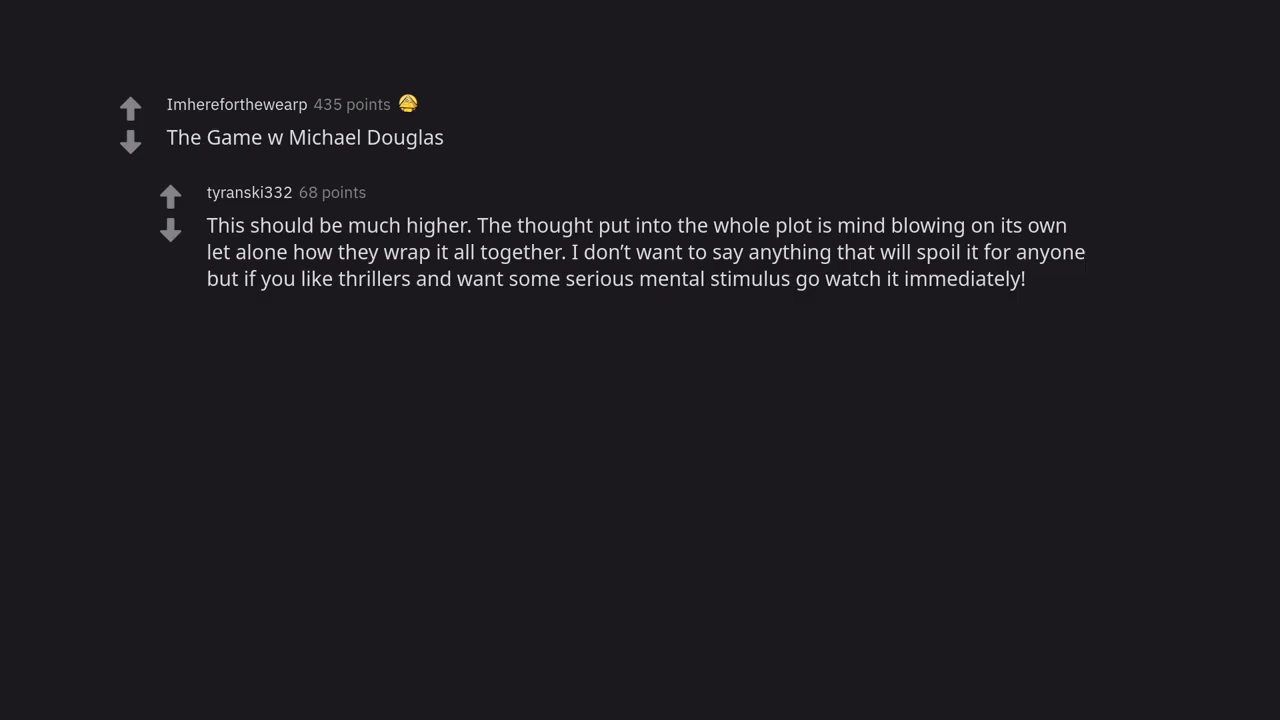 Imhereforthewearp 435 points
The Game w Michael Douglas
tyranski332 68 points
This should be much higher. The thought put into the whole plot is mind blowing on its own
let alone how they wrap it all together. I don’t want to say anything that will spoil it for anyone
but if you like thrillers and want some serious mental stimulus go watch it immediately!